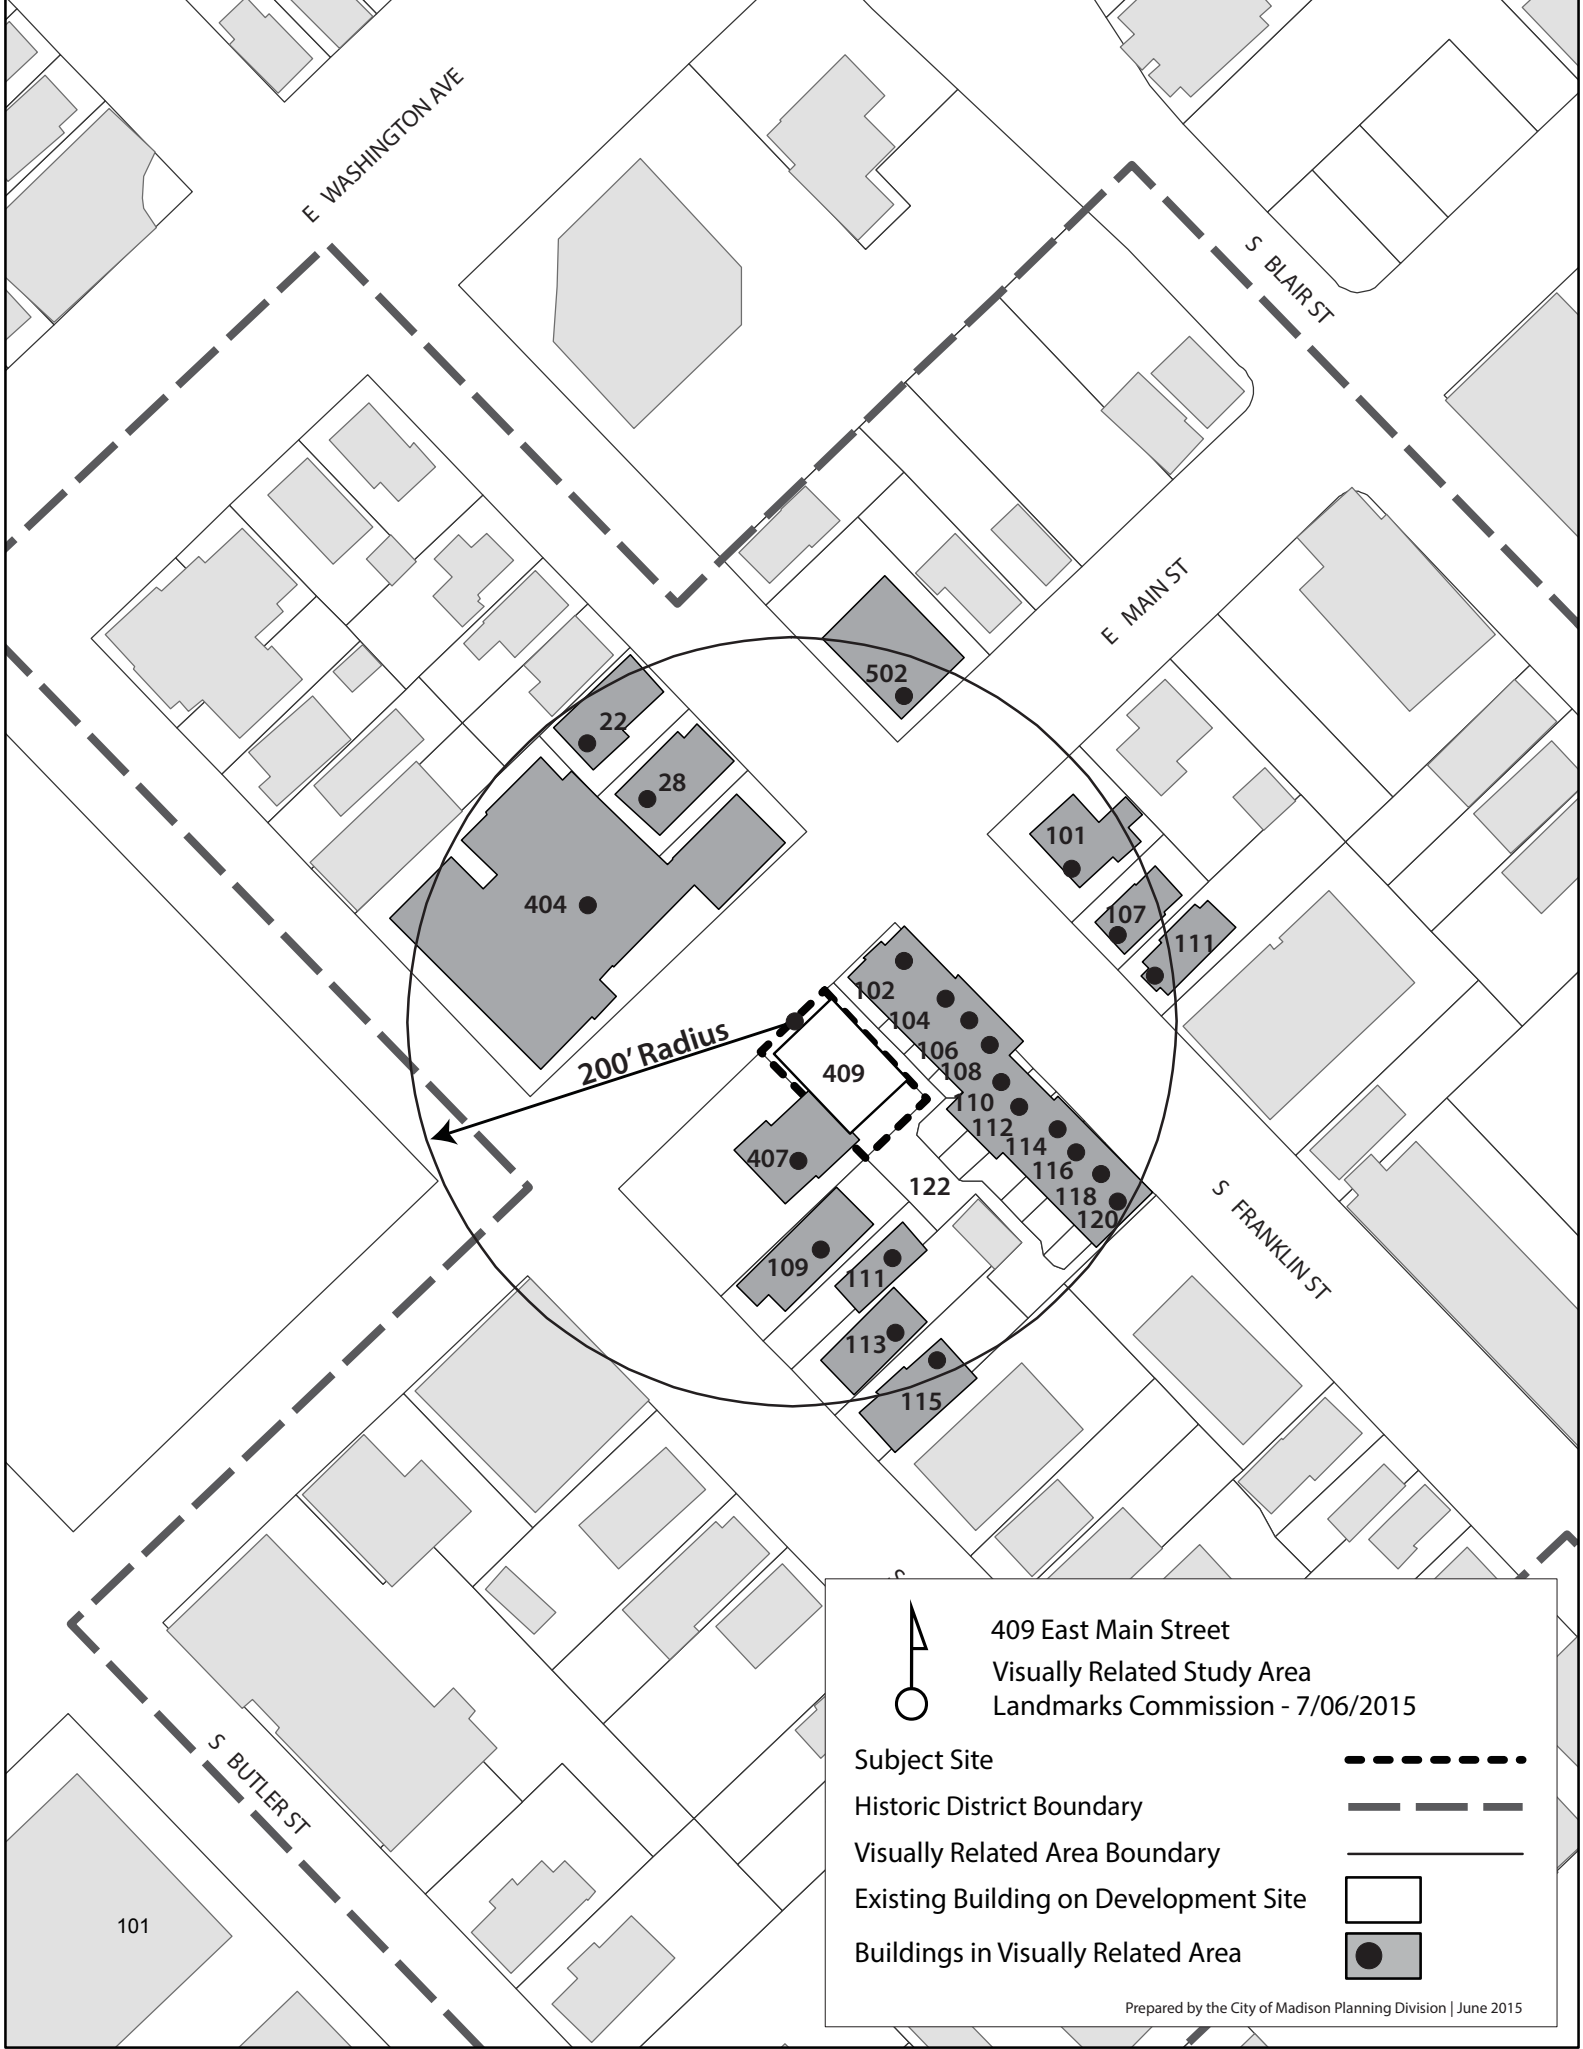 E WASHINGTON AVE
S BLAIR ST
E MAIN ST
502
22
28
101
404
107
111
102
104
200' Radius
106
409
108
110
112
114
407
116
122
118
120
S FRANKLIN ST
109
111
113
115
S
409 East Main Street
Visually Related Study Area
Landmarks Commission - 7/06/2015
Subject Site
Historic District Boundary
Visually Related Area Boundary
Existing Building on Development Site
Buildings in Visually Related Area
Prepared by the City of Madison Planning Division | June 2015
S BUTLER ST
101